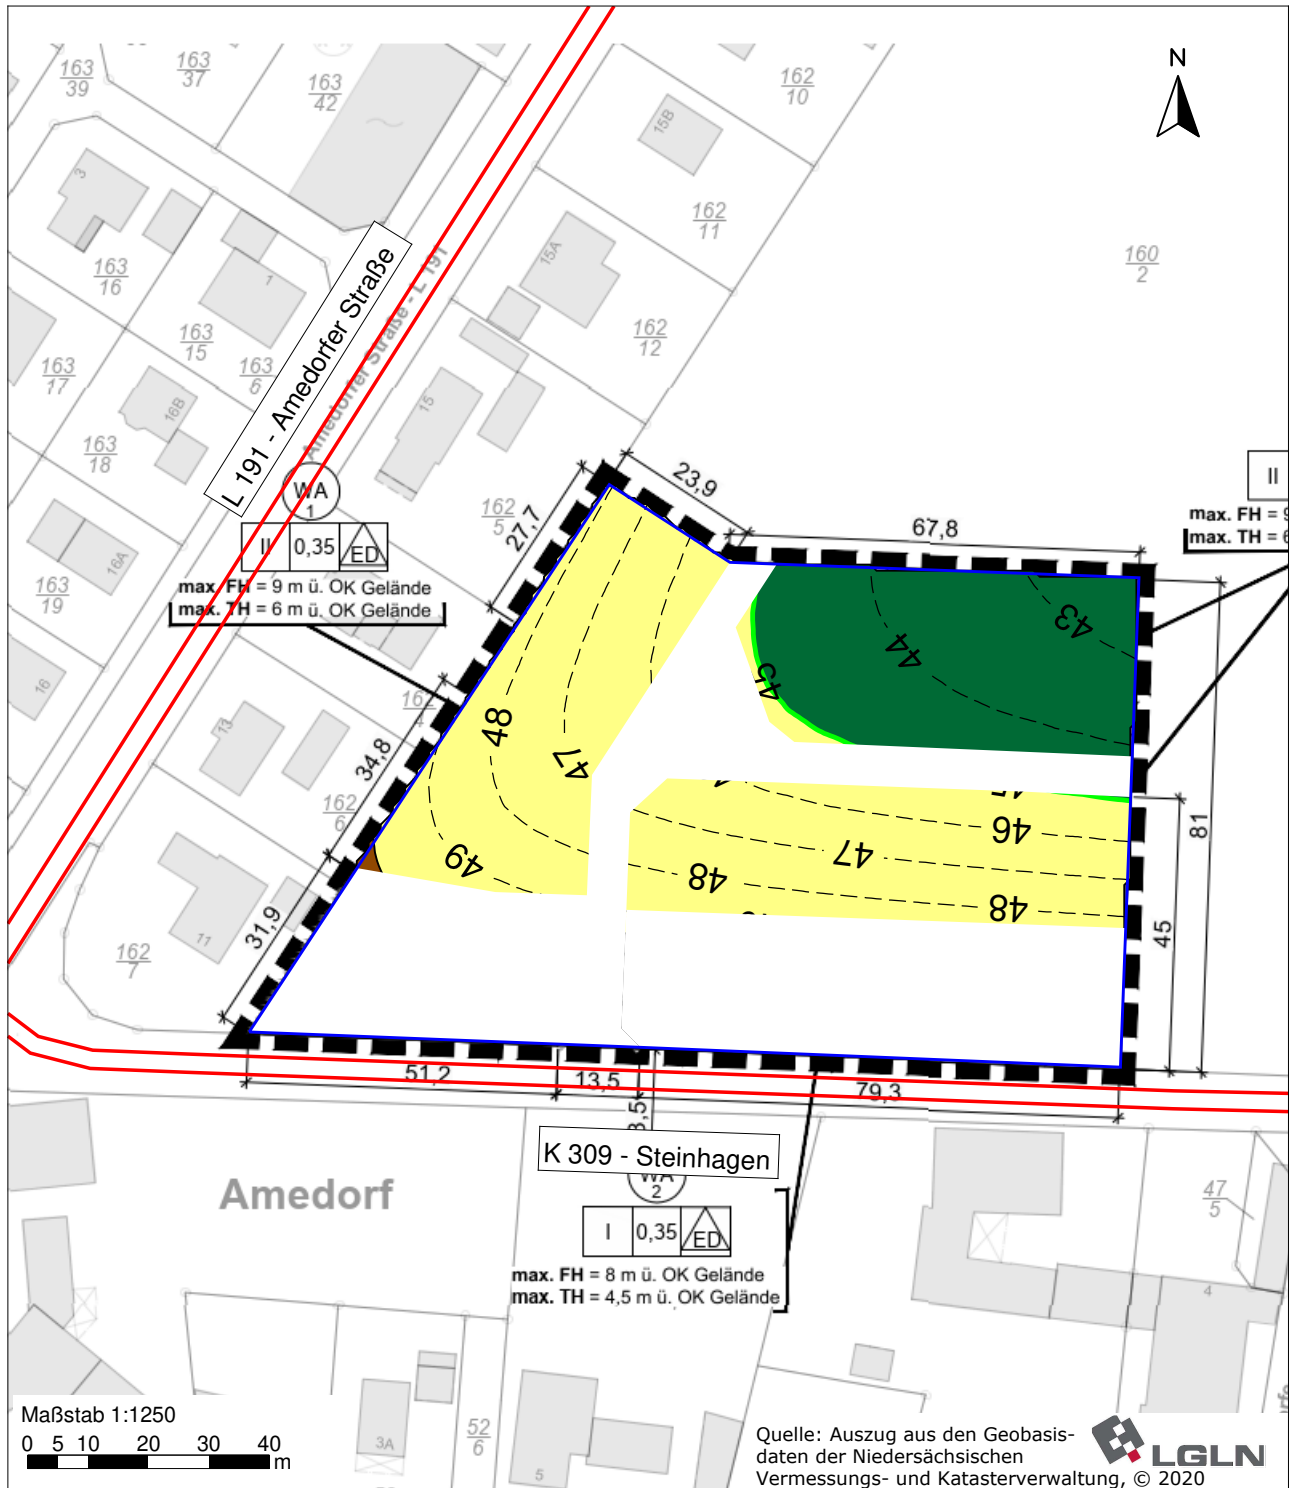 163
39
163
37
163
42
162
10
N
15B
3
162
11
160
2
163
16
15A
1
163
15
163
6
162
12
163
17
L 191 - Amedorfer Straße
Amedorfer Straße - L 191
16B
15
163
18
WA
1
II
0,35
ED
max. FH = 9 m ü. OK Gelände
max. TH = 6 m ü. OK Gelände
162
5
27,7
23,9
67,8
II
max. FH = 9
max. TH = 6
16A
163
19
43
44
45
16
162
4
13
48
47
34,8
162
6
81
46
47
49
48
48
45
31,9
11
162
7
51,2
13,5
79,3
3,5
K 309 - Steinhagen
WA
2
I
0,35
ED
max. FH = 8 m ü. OK Gelände
max. TH = 4,5 m ü. OK Gelände
Amedorf
47
5
4
Maßstab 1:1250
0 5 10 20 30 40
m
3A
52
6
5
Quelle: Auszug aus den Geobasis-
daten der Niedersächsischen
Vermessungs- und Katasterverwaltung, © 2020
LGLN